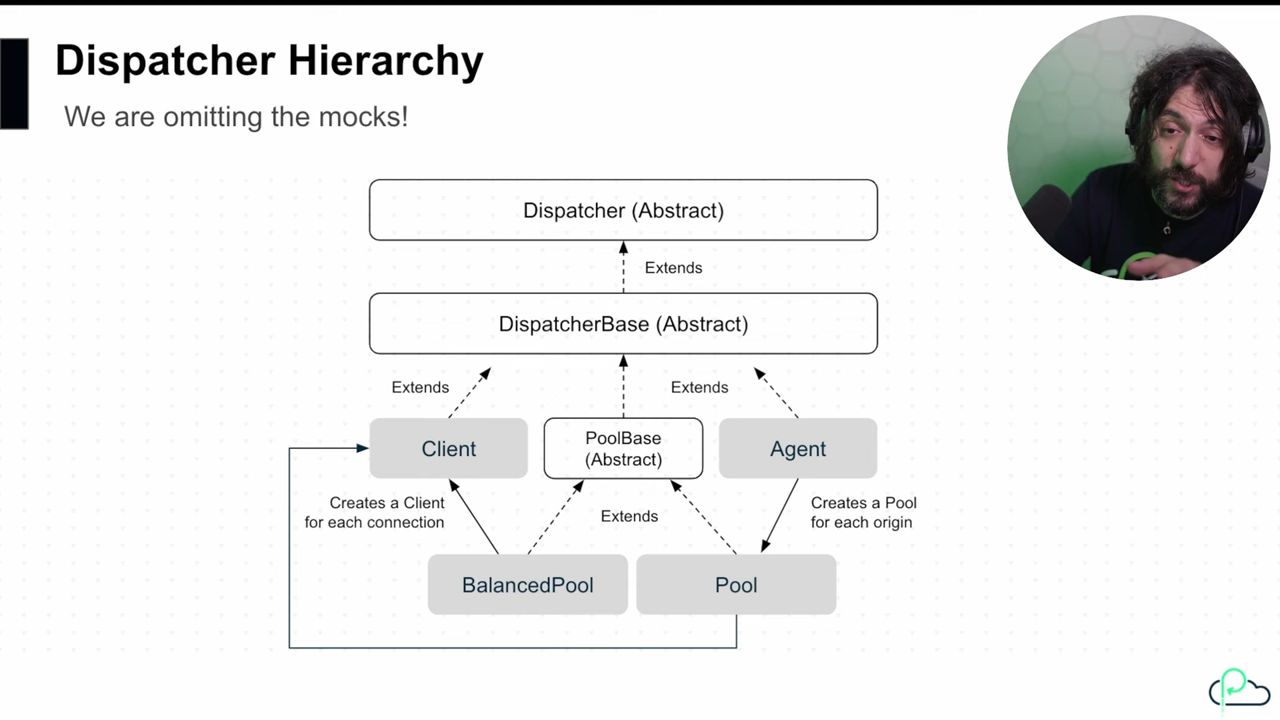 Dispatcher Hierarchy
We are omitting the mocks!
Dispatcher (Abstract)
Extends
DispatcherBase (Abstract)
Extends
Extends
Client
PoolBase
(Abstract)
Agent
Creates a Client
for each connection
Extends
Creates a Pool
for each origin
BalancedPool
Pool